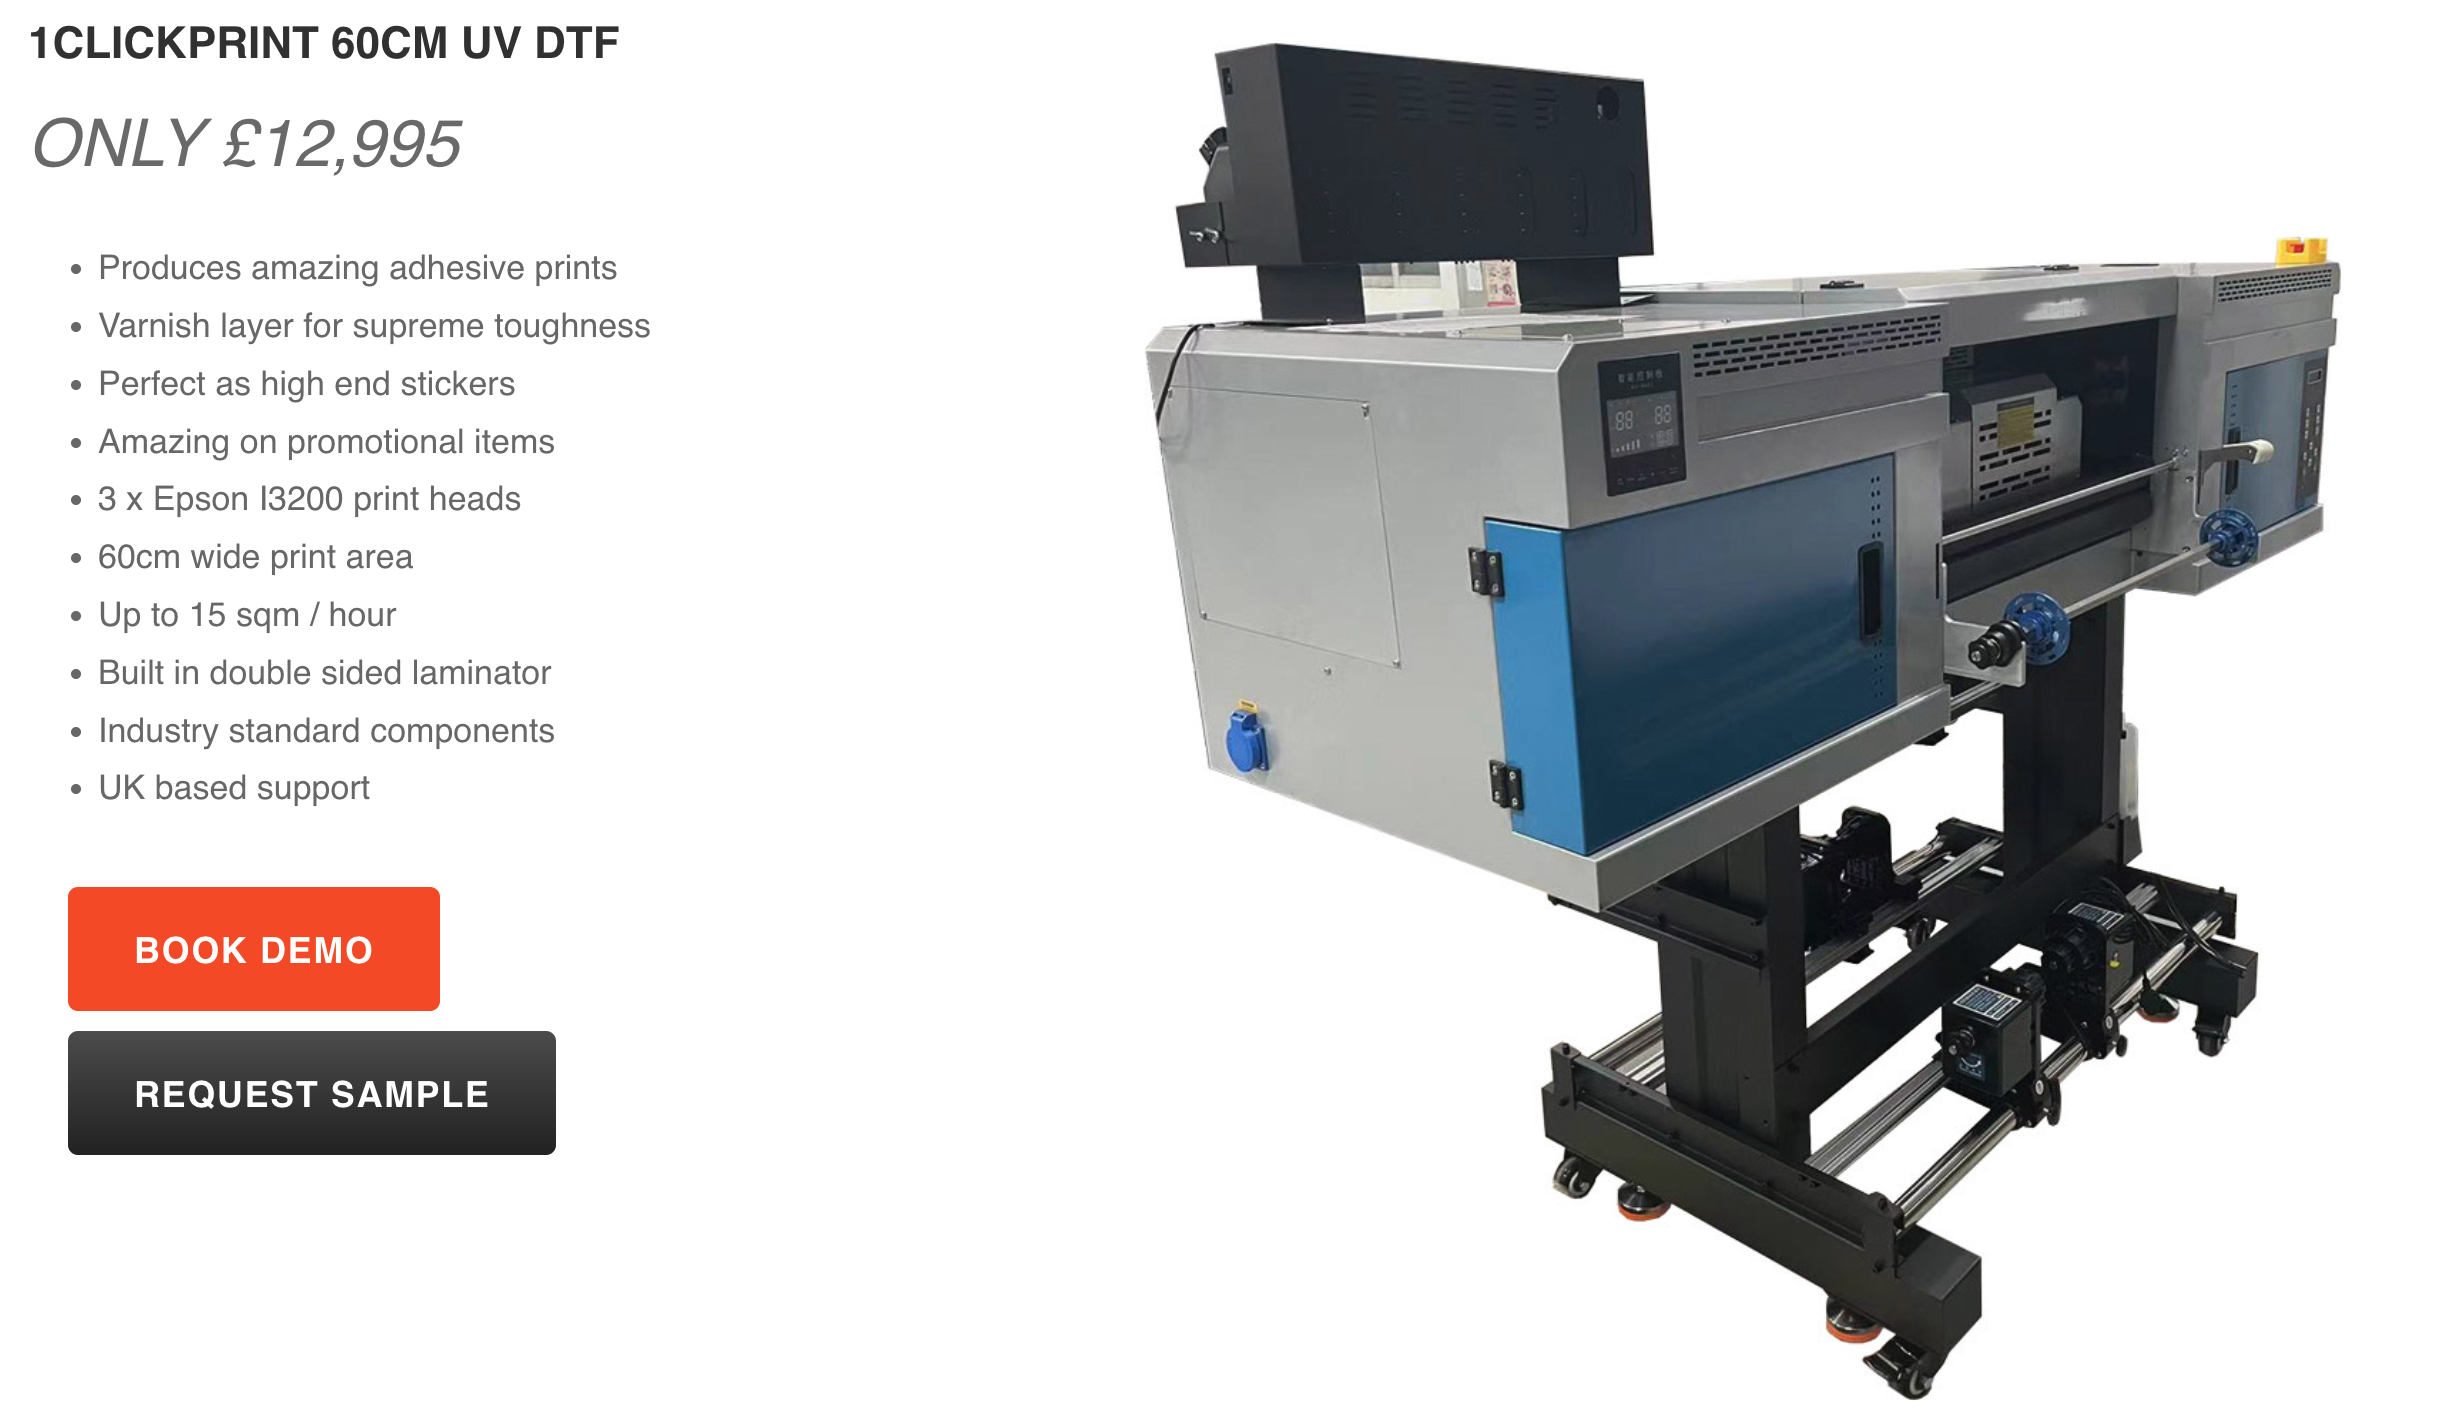 1CLICKPRINT 60CM UV DTF
ONLY £12,995
Produces amazing adhesive prints
Varnish layer for supreme toughness
Perfect as high end stickers
Amazing on promotional items
3 x Epson I3200 print heads
60cm wide print area
Up to 15 sqm / hour
Built in double sided laminator
Industry standard components
UK based support
BOOK DEMO
REQUEST SAMPLE
88 88